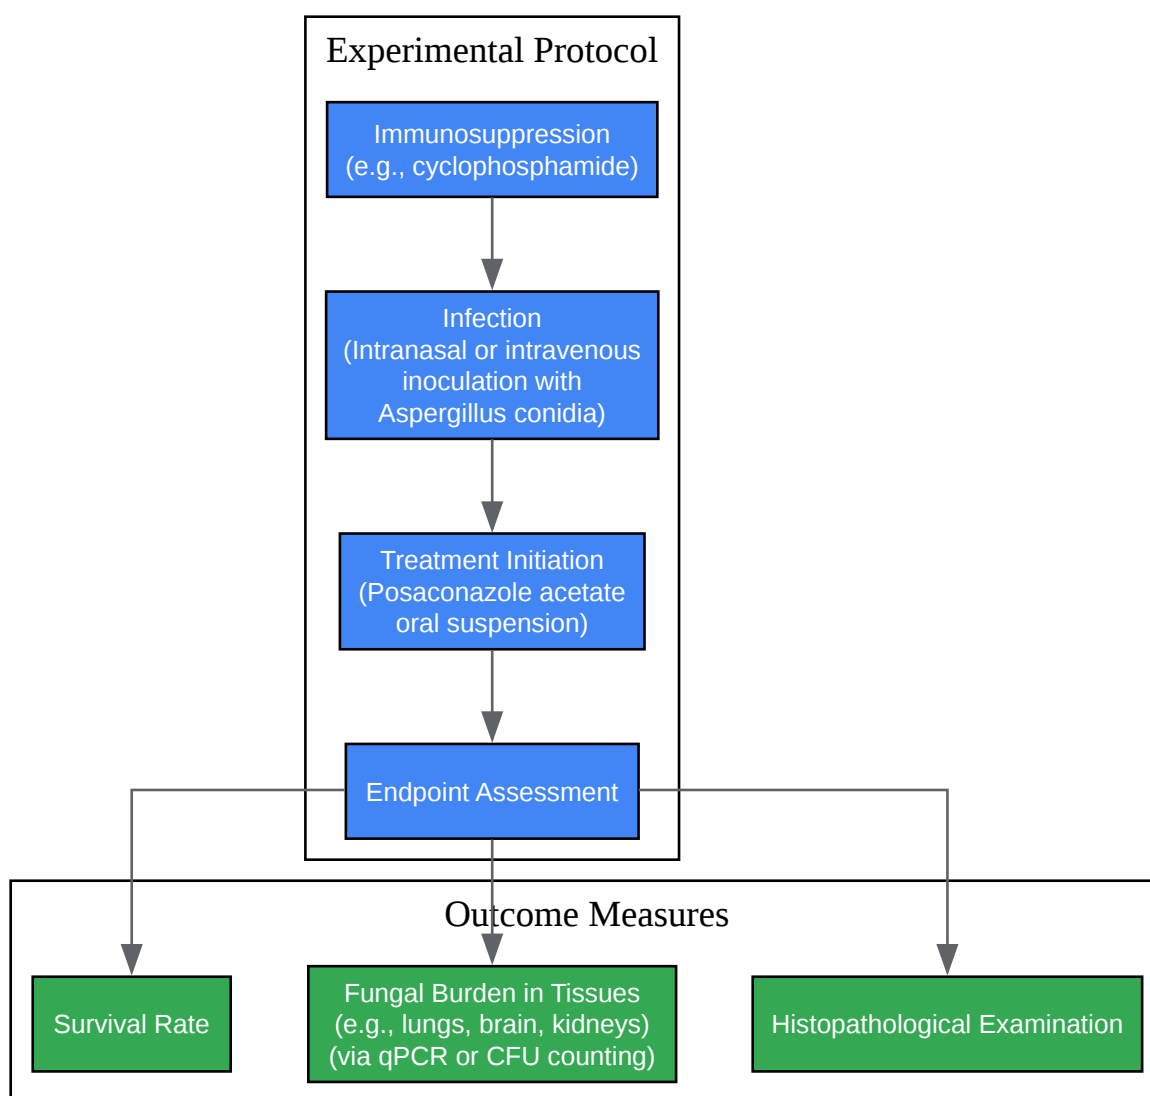 Experimental Protocol
Immunosuppression
(e.g., cyclophosphamide)
Infection
(Intranasal or intravenous
inoculation with
Aspergillus conidia)
Treatment Initiation
(Posaconazole acetate
oral suspension)
Endpoint Assessment
Outcome Measures
Survival Rate
Fungal Burden in Tissues
(e.g., lungs, brain, kidneys)
(via qPCR or CFU counting)
Histopathological Examination